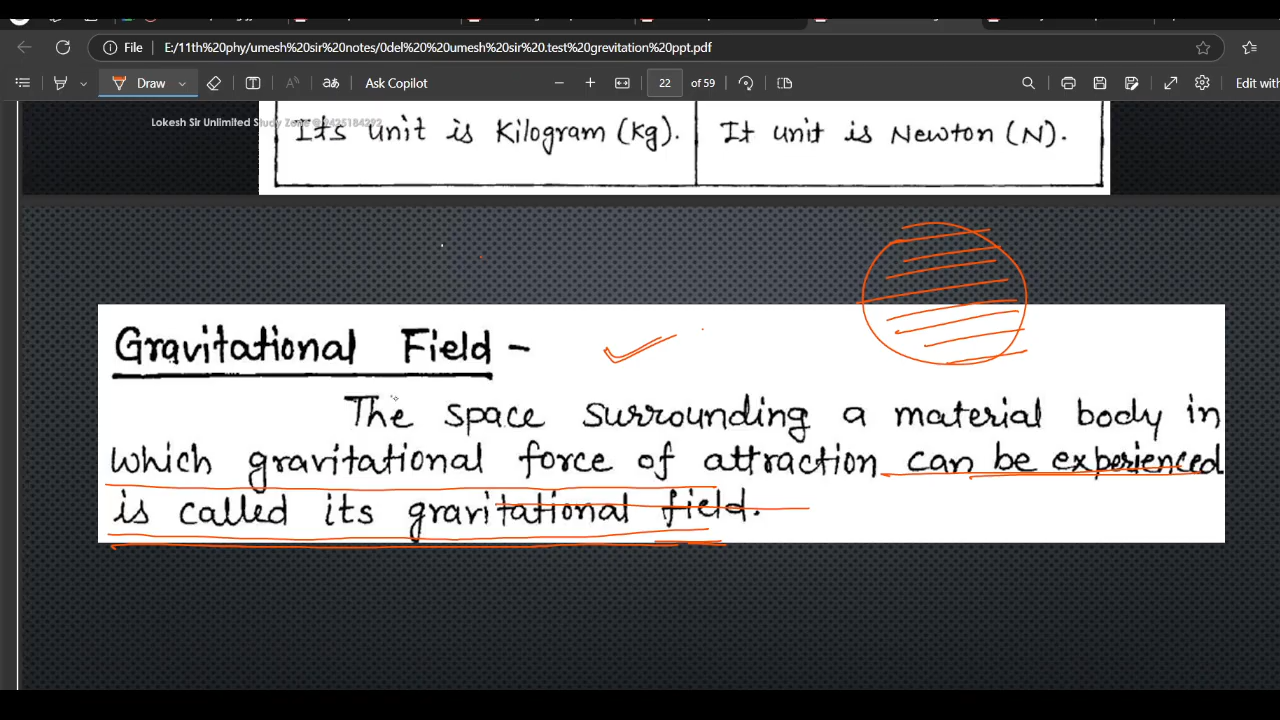 File E:/11th%20phy/umesh%20sir%20notes/0del%20%20umesh%20sir%20.test%20grevitation%20ppt.pdf
Draw Ask Copilot 22 of 59 Edit with
Lokesh Sir Unlimited Study Zone @ 9425184292
Its unit is Kilogram (Kg). It unit is Newton (N).
Gravitational Field -
The space surrounding a material body in
which gravitational force of attraction can be experienced
is called its gravitational field.